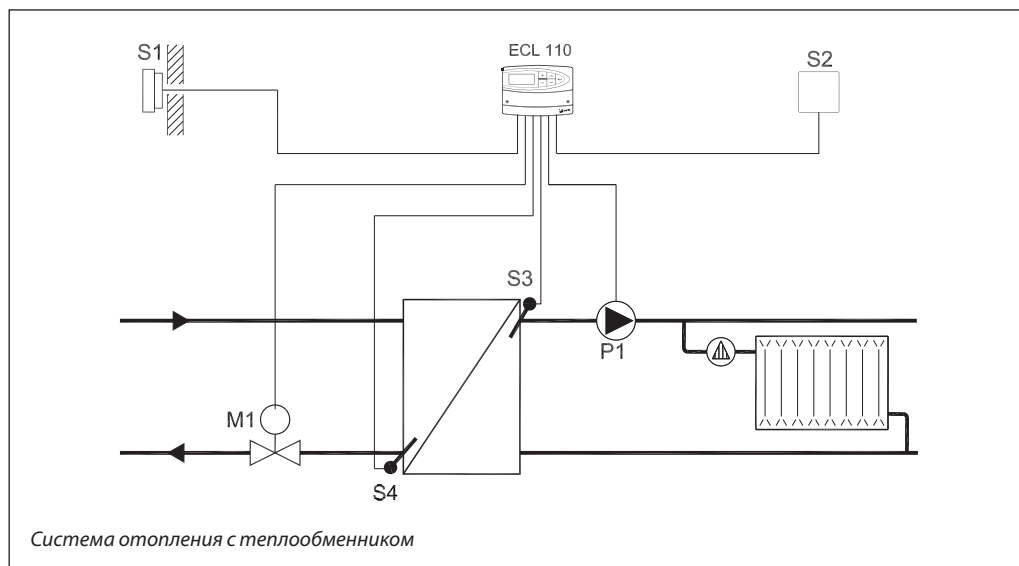 S1
ECL 110
S2
S3
P1
M1
S4
Система отопления с теплообменником